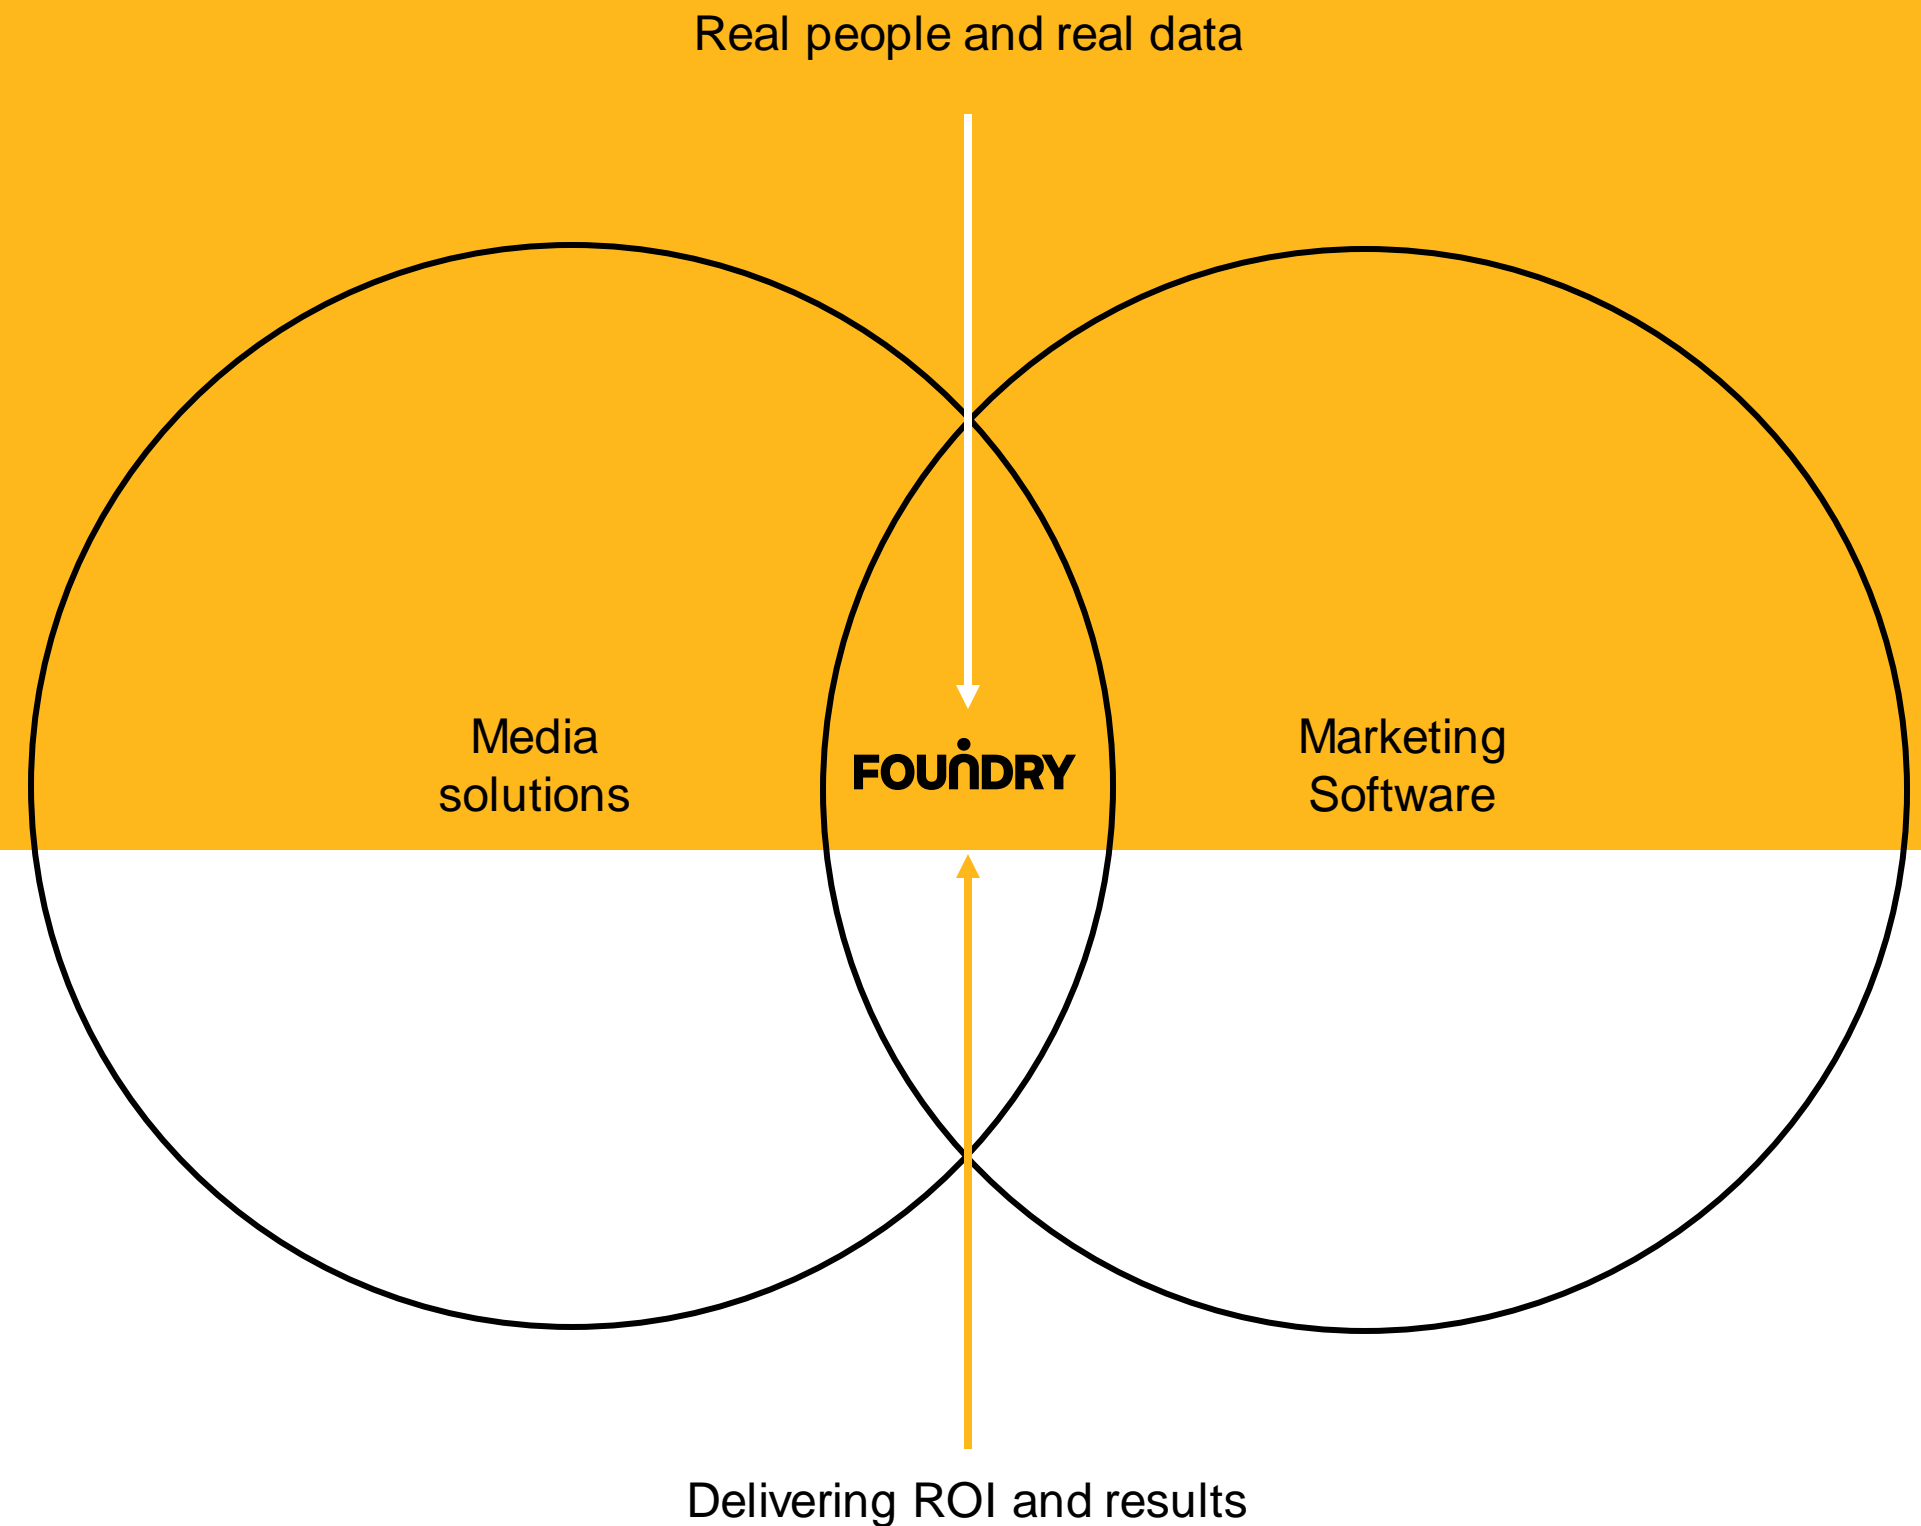 Real people and real data
Media
solutions
FOUNDRY
Marketing
Software
Delivering ROI and results